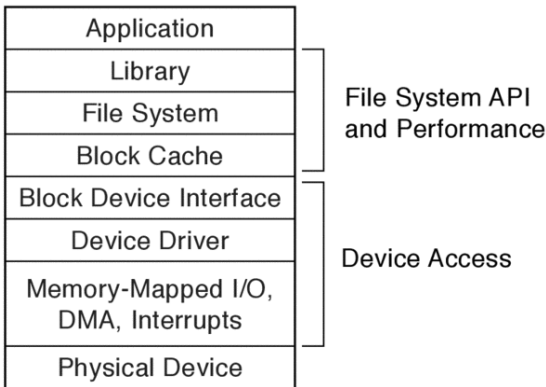 Application
Library
File System
Block Cache
Block Device Interface
Device Driver
Memory-Mapped I/O,
DMA, Interrupts
Physical Device
File System API
and Performance
Device Access